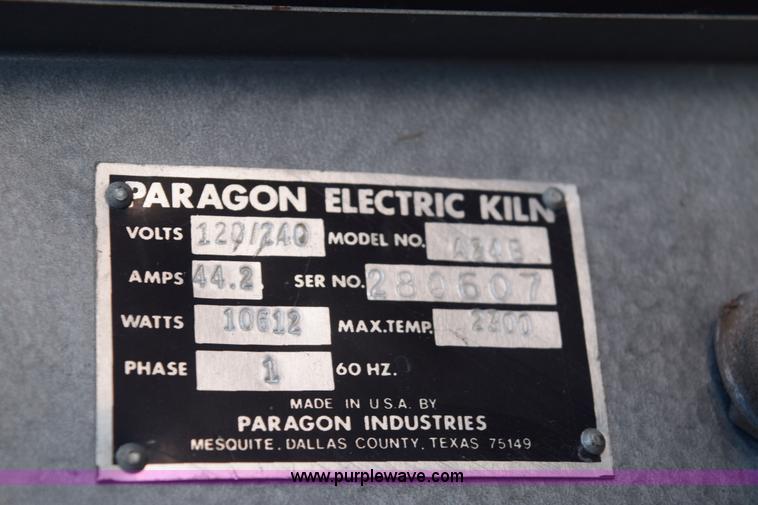 PARAGON ELECTRIC KILN
VOLTS 120/240 MODEL NO. A24B
AMPS 44.2 SER NO. 280607
WATTS 10612 MAX.TEMP. 2300
PHASE 1 60 HZ.
MADE IN U.S.A. BY
PARAGON INDUSTRIES
MESQUITE, DALLAS COUNTY, TEXAS 75149
www.purplewave.com